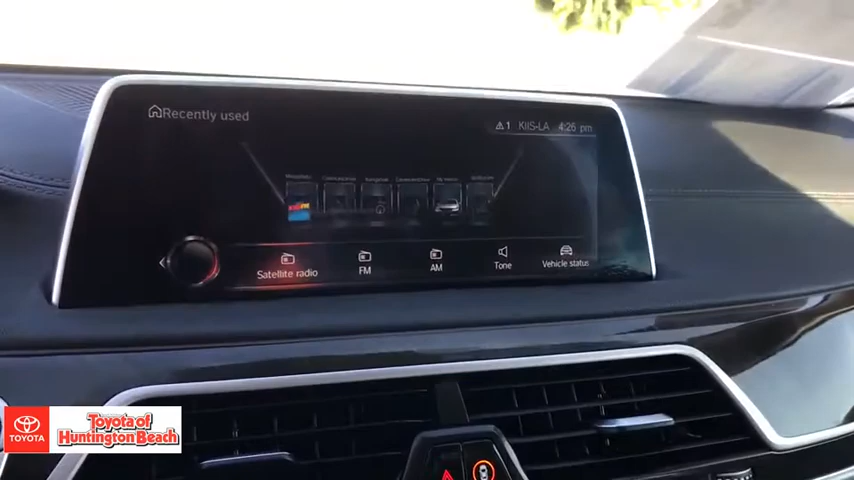 Recently used
1 KIIS-LA 4:26 pm
Satellite radio
FM
AM
Tone
Vehicle status
TOYOTA
Toyota of
Huntington Beach